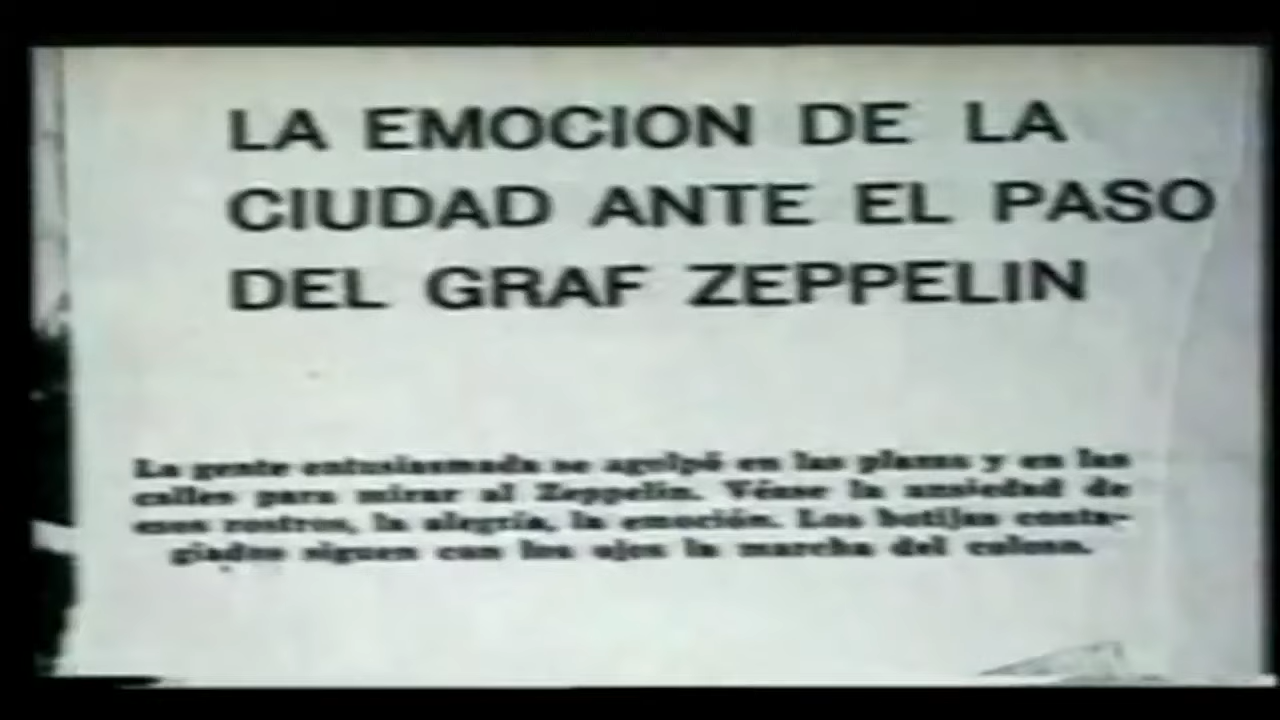 LA EMOCION DE LA
CIUDAD ANTE EL PASO
DEL GRAF ZEPPELIN
La gente entusiasmada se agolpó en las plazas y en las
calles para mirar al Zeppelin. Véase la ansiedad de
esos rostros, la alegría, la emoción. Los botijas conta-
giados siguen con los ojos la marcha del coloso.